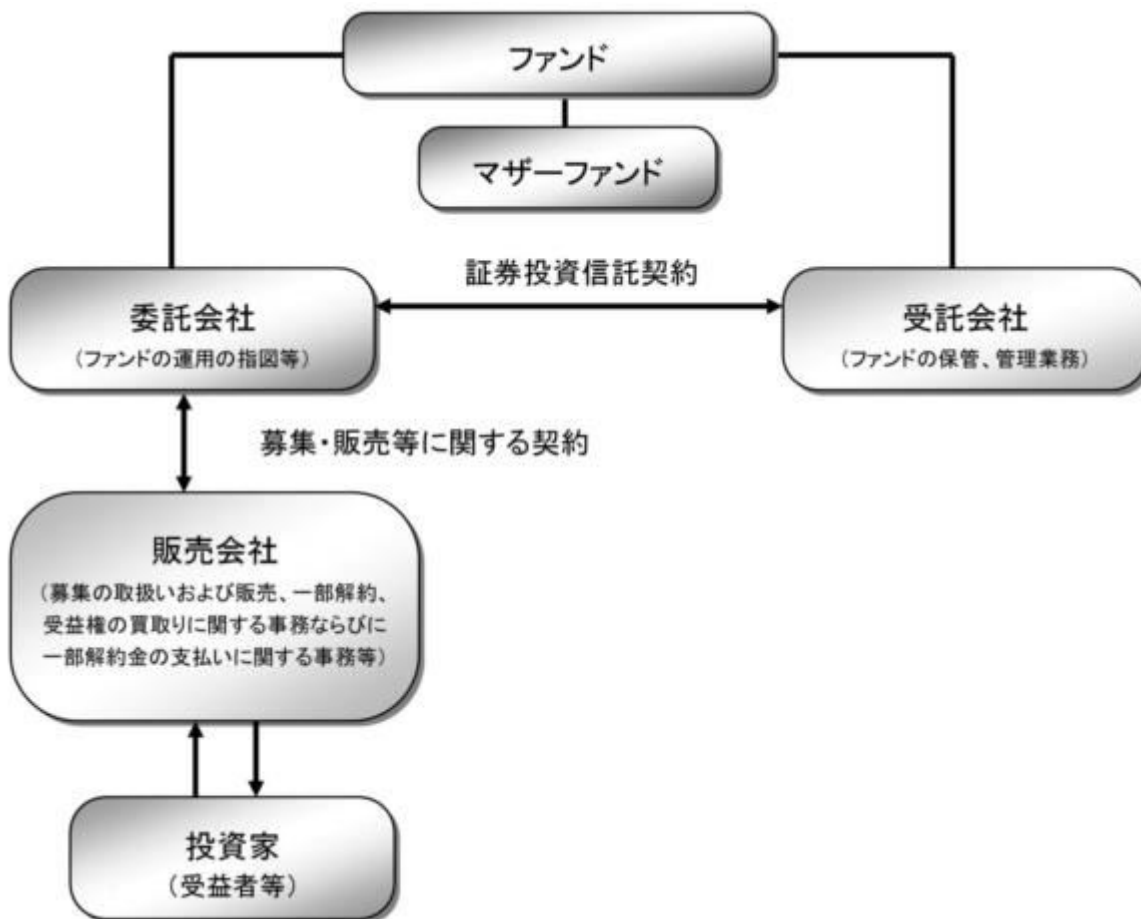 ファンド
マザーファンド
証券投資信託契約
委託会社
（ファンドの運用の指図等）
受託会社
（ファンドの保管、管理業務）
募集・販売等に関する契約
販売会社
（募集の取扱いおよび販売、一部解約、
受益権の買取りに関する事務ならびに
一部解約金の支払いに関する事務等）
投資家
（受益者等）